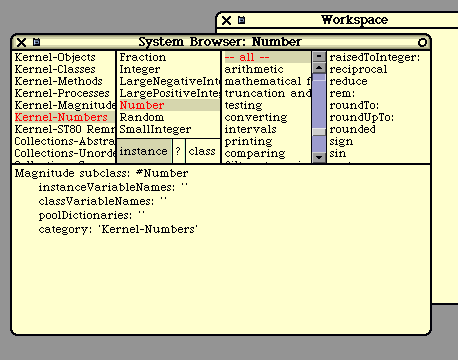 Workspace
System Browser: Number
Kernel-Objects
Kernel-Classes
Kernel-Methods
Kernel-Processes
Kernel-Magnitude
Kernel-Numbers
Kernel-ST80 Remn
Collections-Abstra
Collections-Unorde
Fraction
Integer
LargeNegativeInte
LargePositiveInte
Number
Random
SmallInteger
instance ? class
-- all --
arithmetic
mathematical f
truncation and
testing
converting
intervals
printing
comparing
raisedToInteger:
reciprocal
reduce
rem:
roundTo:
roundUpTo:
rounded
sign
sin
Magnitude subclass: #Number
instanceVariableNames: ''
classVariableNames: ''
poolDictionaries: ''
category: 'Kernel-Numbers'